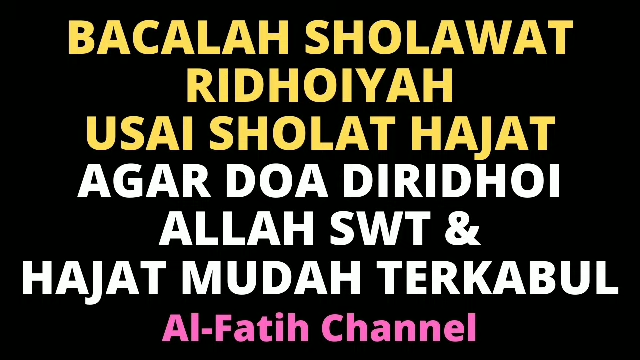 BACALAH SHOLAWAT
RIDHOIYAH
USAI SHOLAT HAJAT
AGAR DOA DIRIDHOI
ALLAH SWT &
HAJAT MUDAH TERKABUL
Al-Fatih Channel